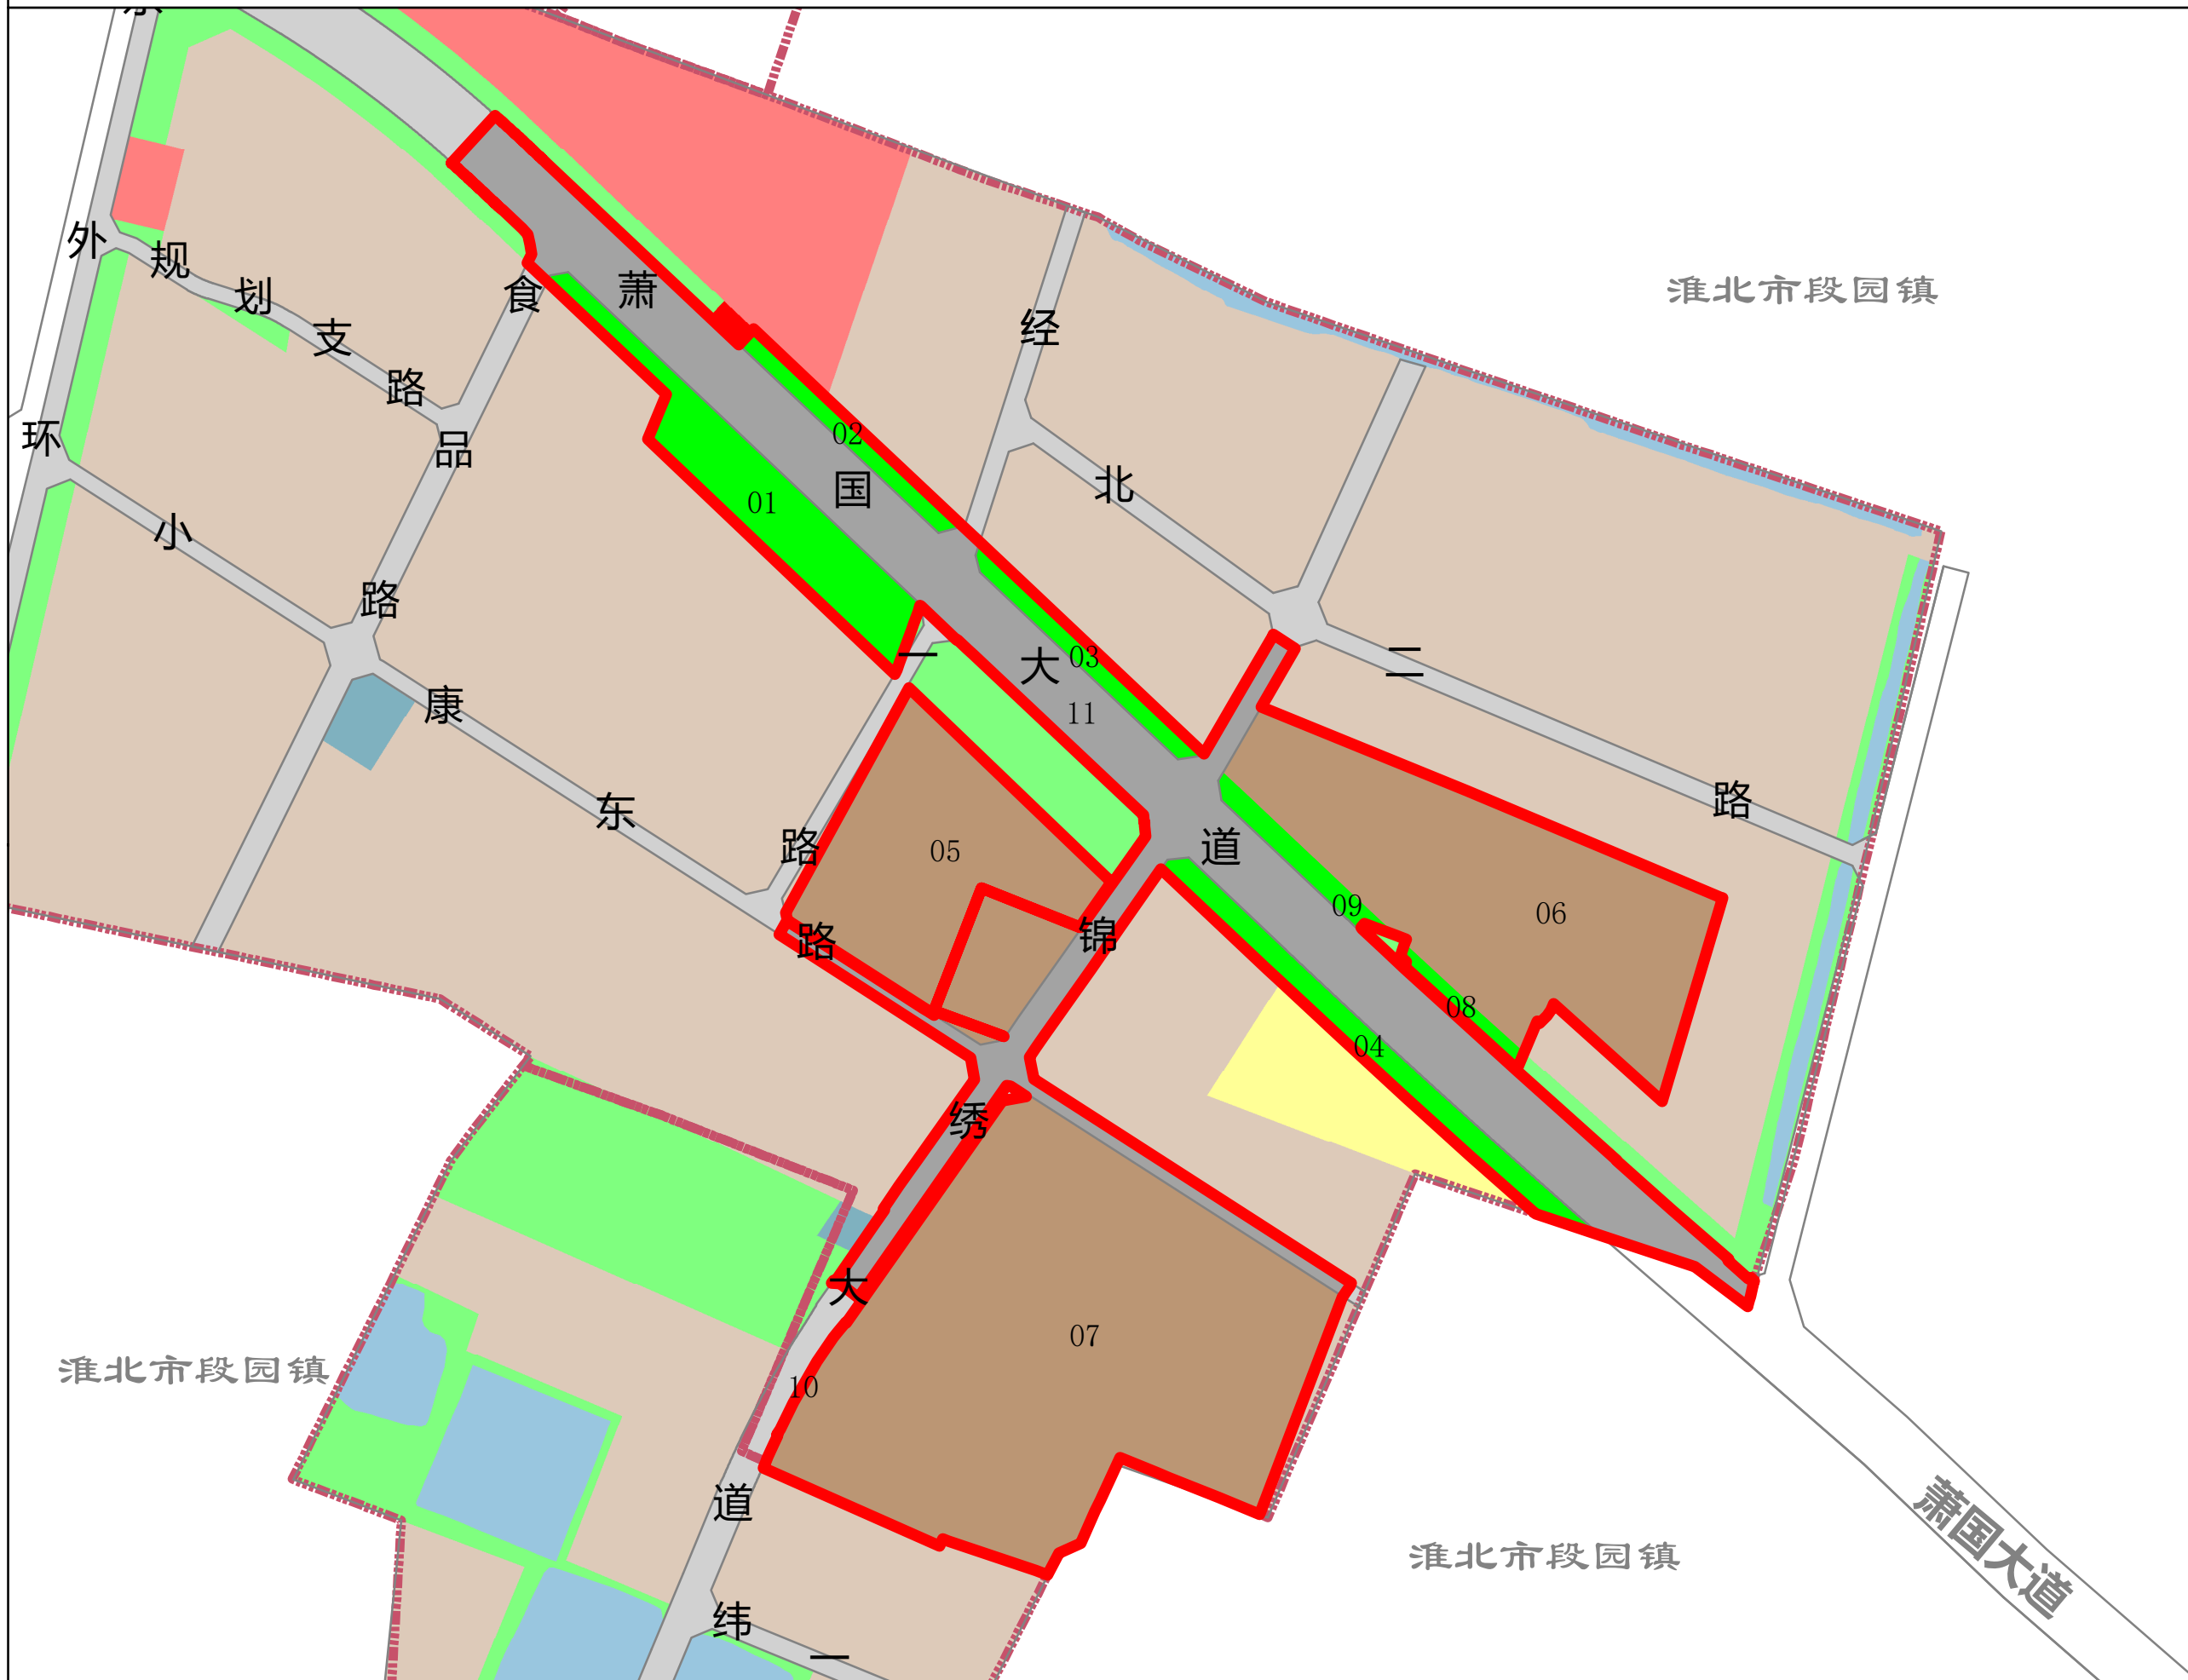 东
外
环
规划支路
食品路
小康东路
萧国大道
经一路
北二路
锦绣大道
纬一
01
02
03
04
05
06
07
08
09
10
11
淮北市段园镇
淮北市段园镇
淮北市段园镇
萧国大道